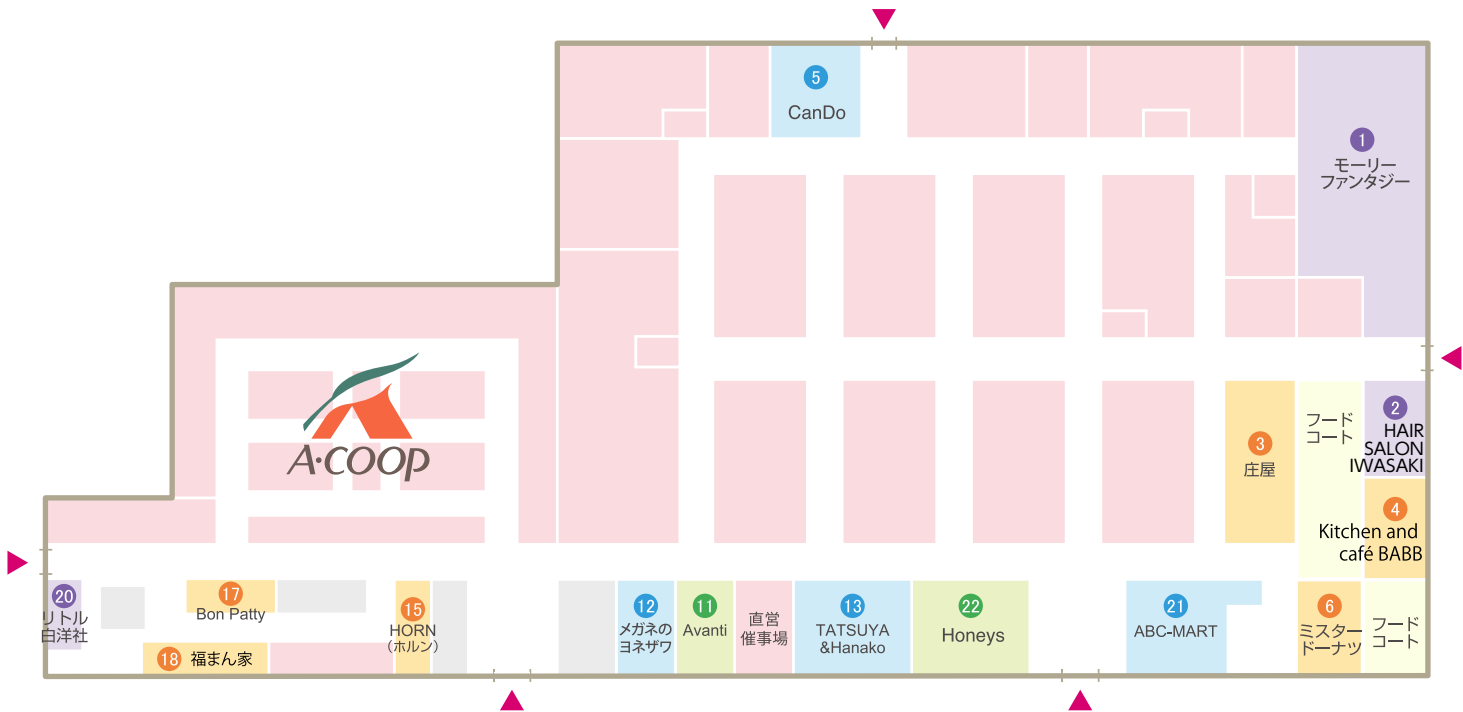 5
CanDo
1
モーリー
ファンタジー
A·COOP
3
庄屋
フード
コート
2
HAIR
SALON
IWASAKI
4
Kitchen and
café BABB
20
リトル
白洋社
17
Bon Patty
18 福まん家
15
HORN
(ホルン)
12
メガネの
ヨネザワ
11
Avanti
直営
催事場
13
TATSUYA
&Hanako
22
Honeys
21
ABC-MART
6
ミスター
ドーナツ
フード
コート